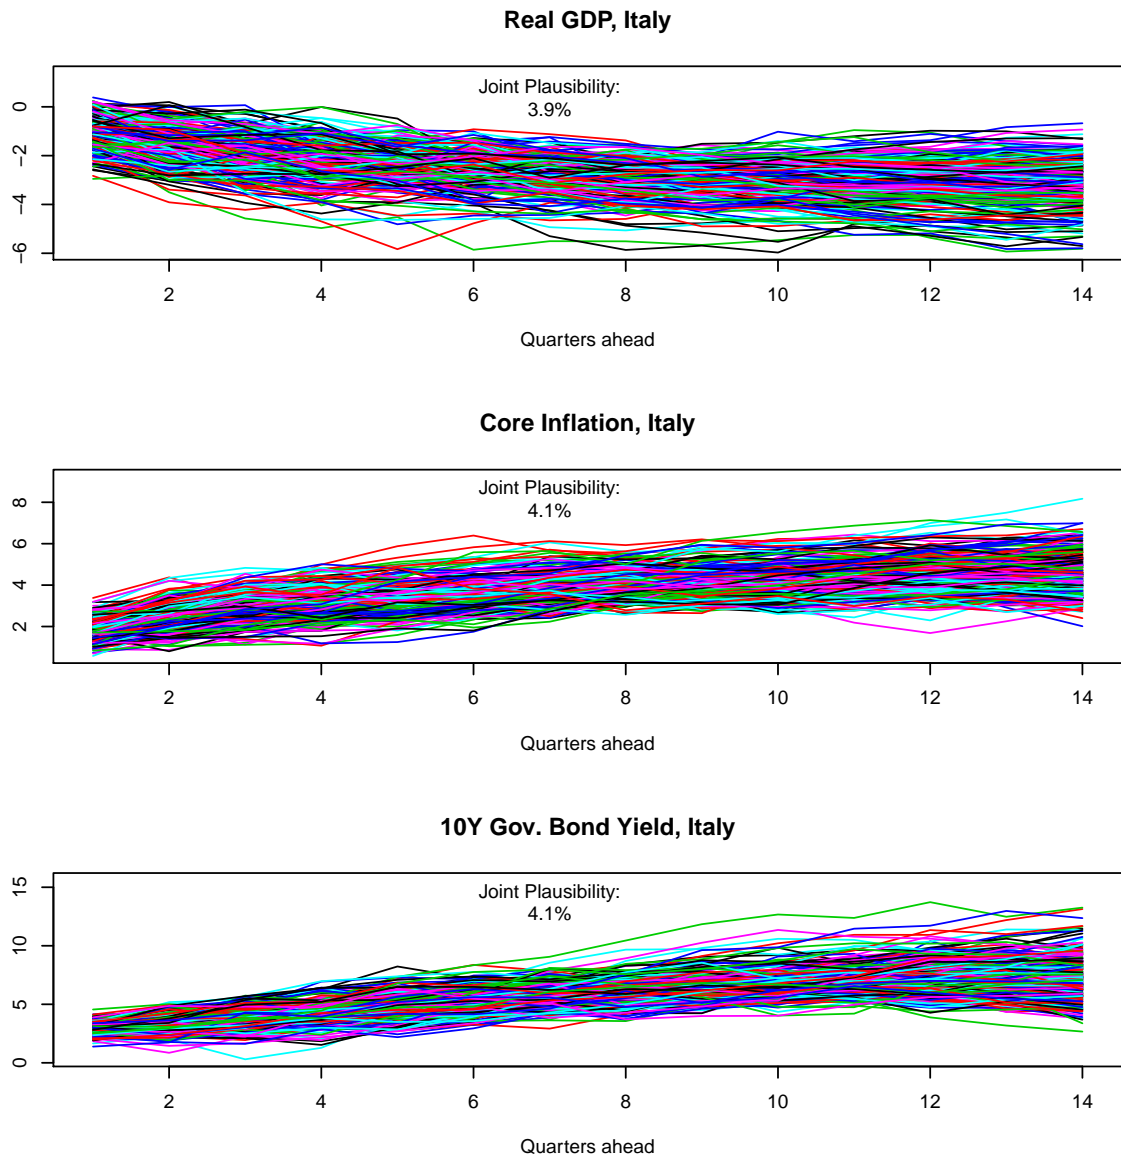 Real GDP, Italy
Joint Plausibility:
3.9%
0
−2
−4
−6
2 4 6 8 10 12 14
Quarters ahead
Core Inflation, Italy
Joint Plausibility:
4.1%
8
6
4
2
2 4 6 8 10 12 14
Quarters ahead
10Y Gov. Bond Yield, Italy
Joint Plausibility:
4.1%
15
10
5
0
2 4 6 8 10 12 14
Quarters ahead